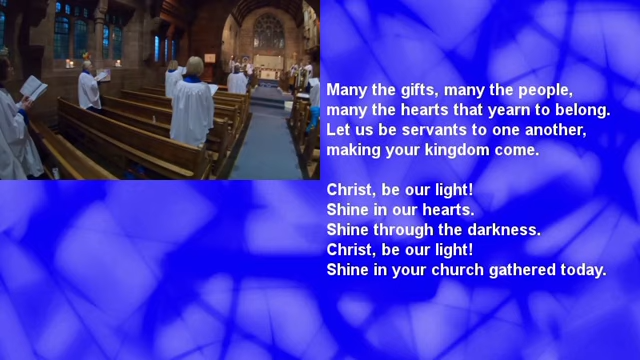 Many the gifts, many the people,
many the hearts that yearn to belong.
Let us be servants to one another,
making your kingdom come.
Christ, be our light!
Shine in our hearts.
Shine through the darkness.
Christ, be our light!
Shine in your church gathered today.